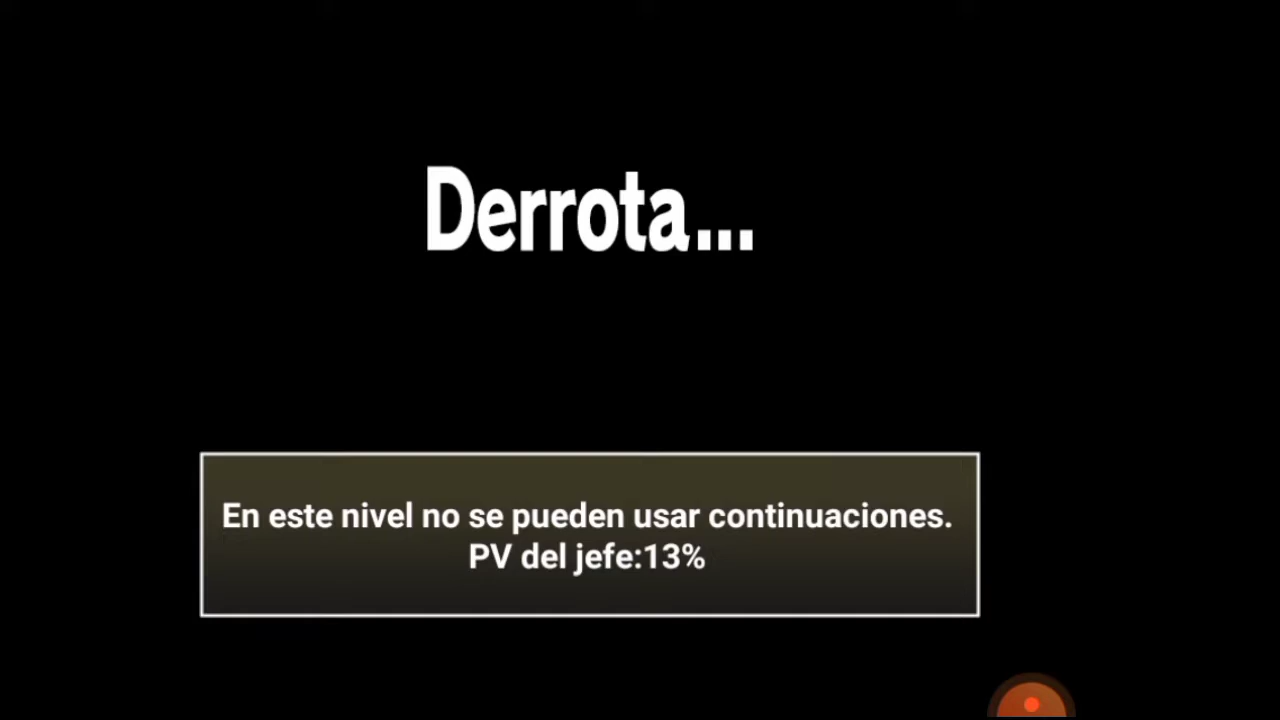 Derrota...
En este nivel no se pueden usar continuaciones.
PV del jefe:13%